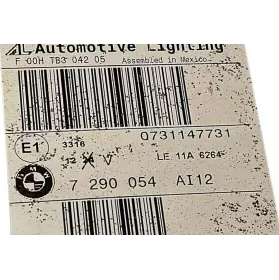 AL Automotive Lighting
F 00H TB3 042 05 Assembled in Mexico
E1 3316 0731147731
12 24 V LE 11A 6264
BMW 7 290 054 AI12